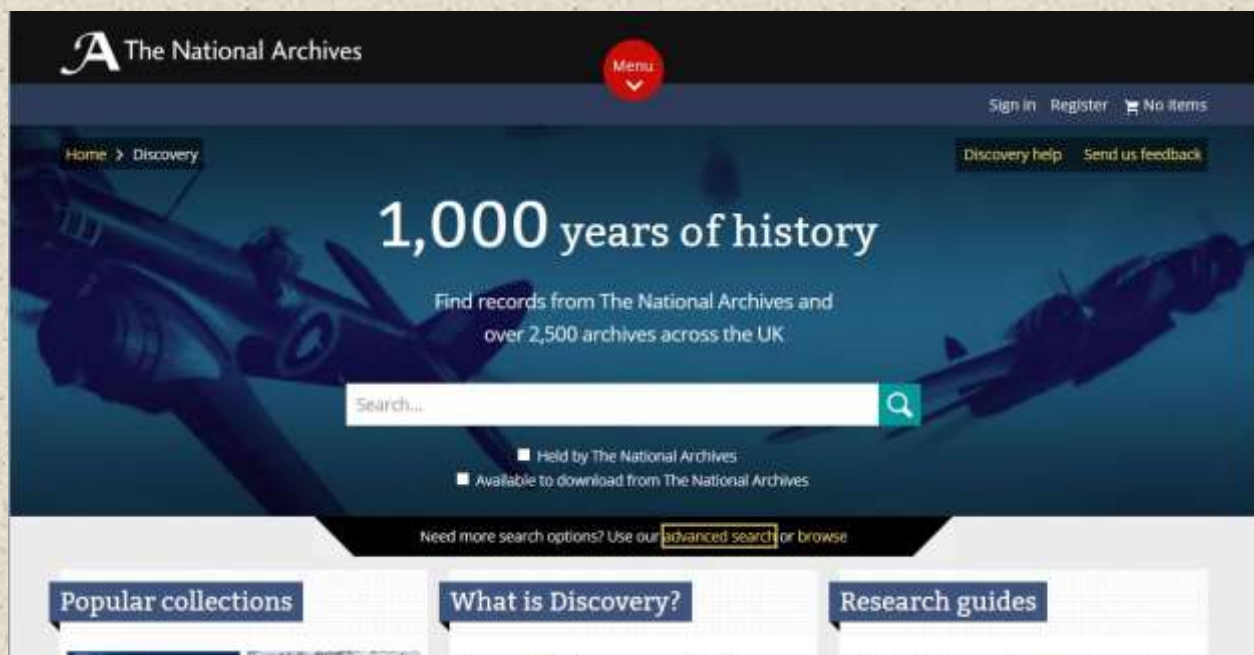 The National Archives
Menu
Sign in Register No items
Home > Discovery
Discovery help Send us feedback
1,000 years of history
Find records from The National Archives and
over 2,500 archives across the UK
Search...
Held by The National Archives
Available to download from The National Archives
Need more search options? Use our advanced search or browse
Popular collections
What is Discovery?
Research guides